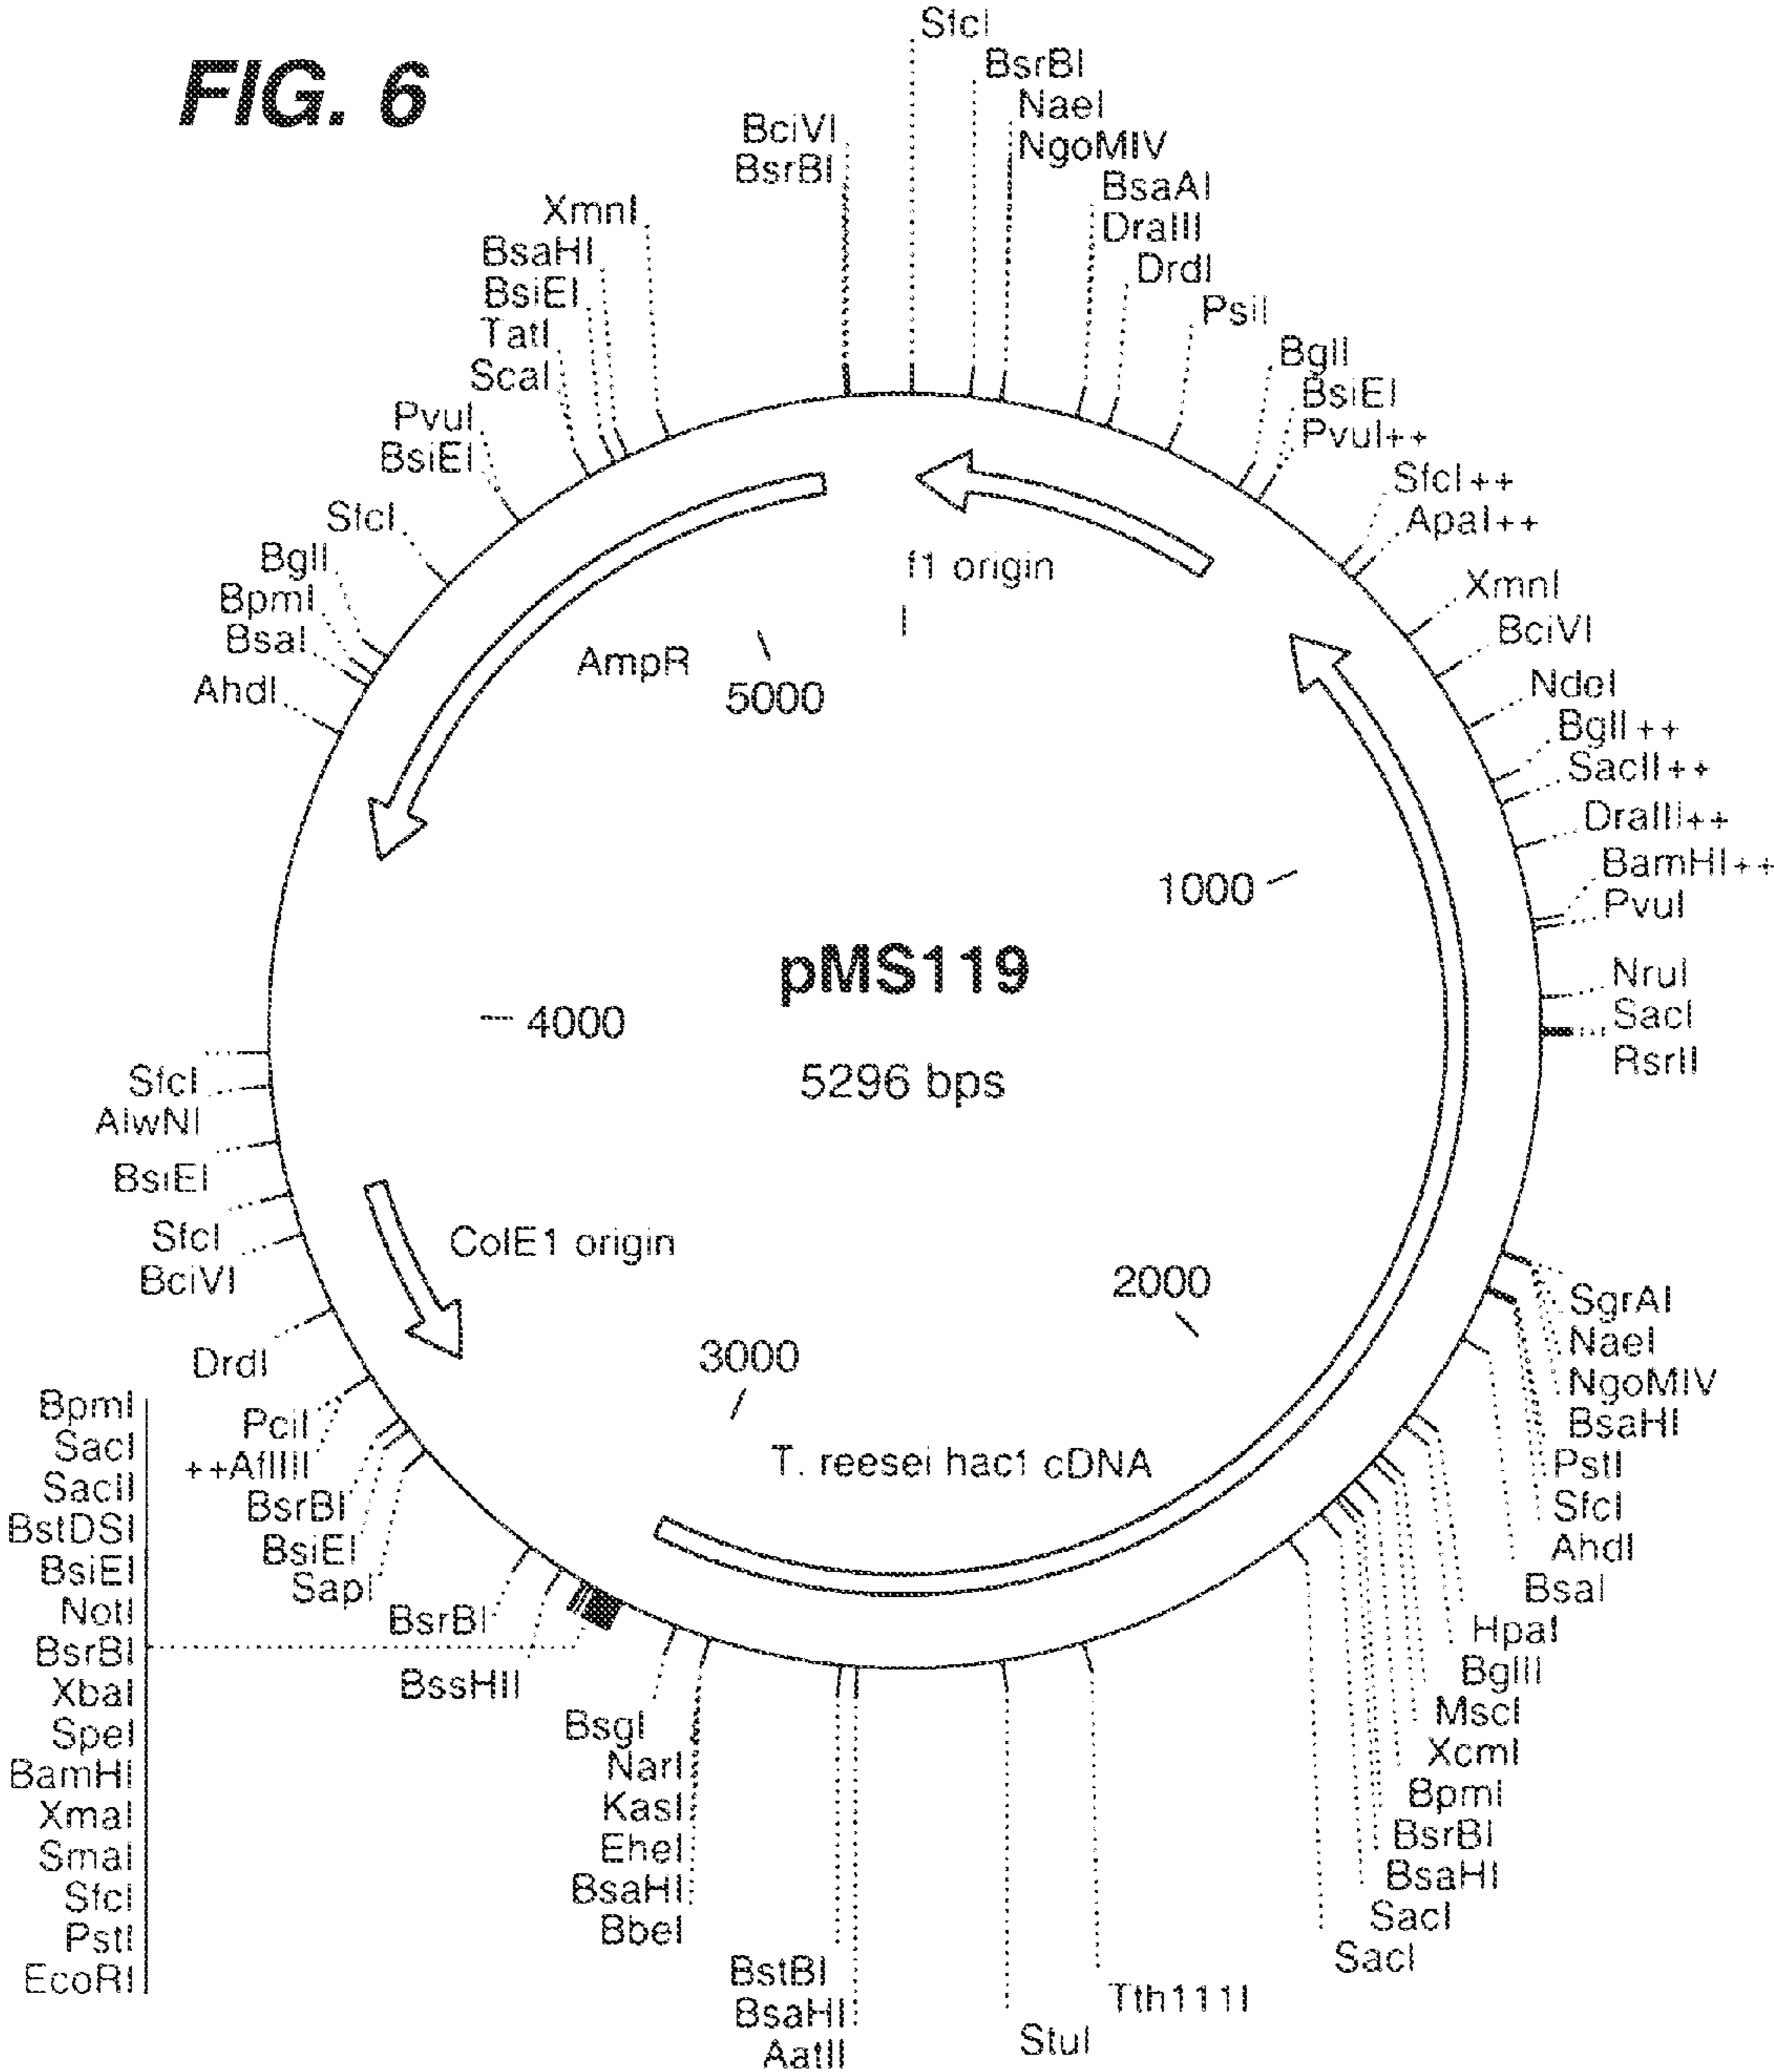 FIG. 6
SfcI
BsrBI
NaeI
NgoMIV
BsaAI
DraIII
DrdI
PsiI
BglI
BsiEI
PvuI++
SfcI++
ApaI++
XmnI
BciVI
NdeI
BglI++
SacII++
DraIII++
BamHI++
PvuI
NruI
SacI
RsrII
SgrAI
NaeI
NgoMIV
BsaHI
PstI
SfcI
AhdI
BsaI
HpaI
BglII
MscI
XcmI
BpmI
BsrBI
BsaHI
SacI
SacI
Tth111I
StuI
BciVI
BsrBI
XmnI
BsaHI
BsiEI
TatI
ScaI
PvuI
BsiEI
SfcI
BglI
BpmI
BsaI
AhdI
SfcI
AlwNI
BsiEI
SfcI
BciVI
DrdI
PciI
++AflIII
BsrBI
BsiEI
SapI
BsrBI
BssHII
BpmI
SacI
SacII
BstDSI
BsiEI
NotI
BsrBI
XbaI
SpeI
BamHI
XmaI
SmaI
SfcI
PstI
EcoRI
BsgI
NarI
KasI
EheI
BsaHI
BbeI
BstBI
BsaHI
AatII
f1 origin
AmpR
5000
1000
pMS119
5296 bps
4000
ColE1 origin
2000
3000
T. reesei hac1 cDNA